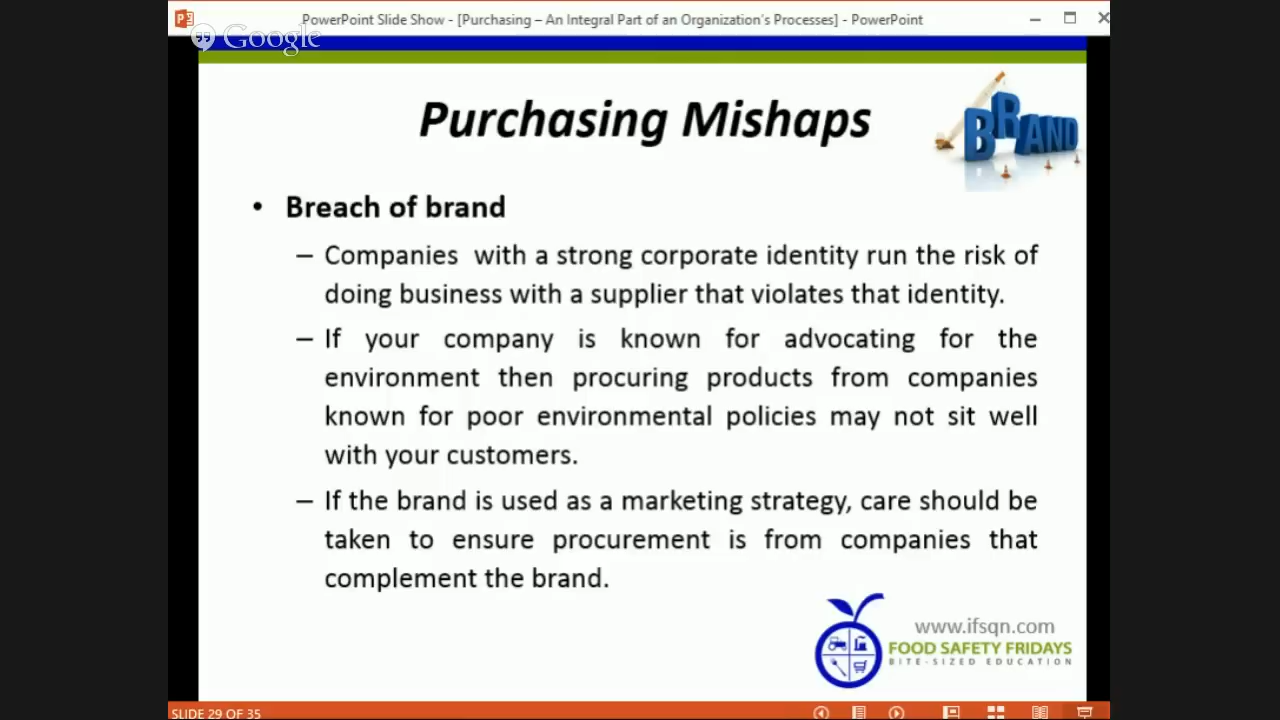 PowerPoint Slide Show - [Purchasing – An Integral Part of an Organization's Processes] - PowerPoint
Google
Purchasing Mishaps
BRAND
• Breach of brand
– Companies with a strong corporate identity run the risk of
doing business with a supplier that violates that identity.
– If your company is known for advocating for the
environment then procuring products from companies
known for poor environmental policies may not sit well
with your customers.
– If the brand is used as a marketing strategy, care should be
taken to ensure procurement is from companies that
complement the brand.
www.ifsqn.com
FOOD SAFETY FRIDAYS
BITE-SIZED EDUCATION
SLIDE 29 OF 35